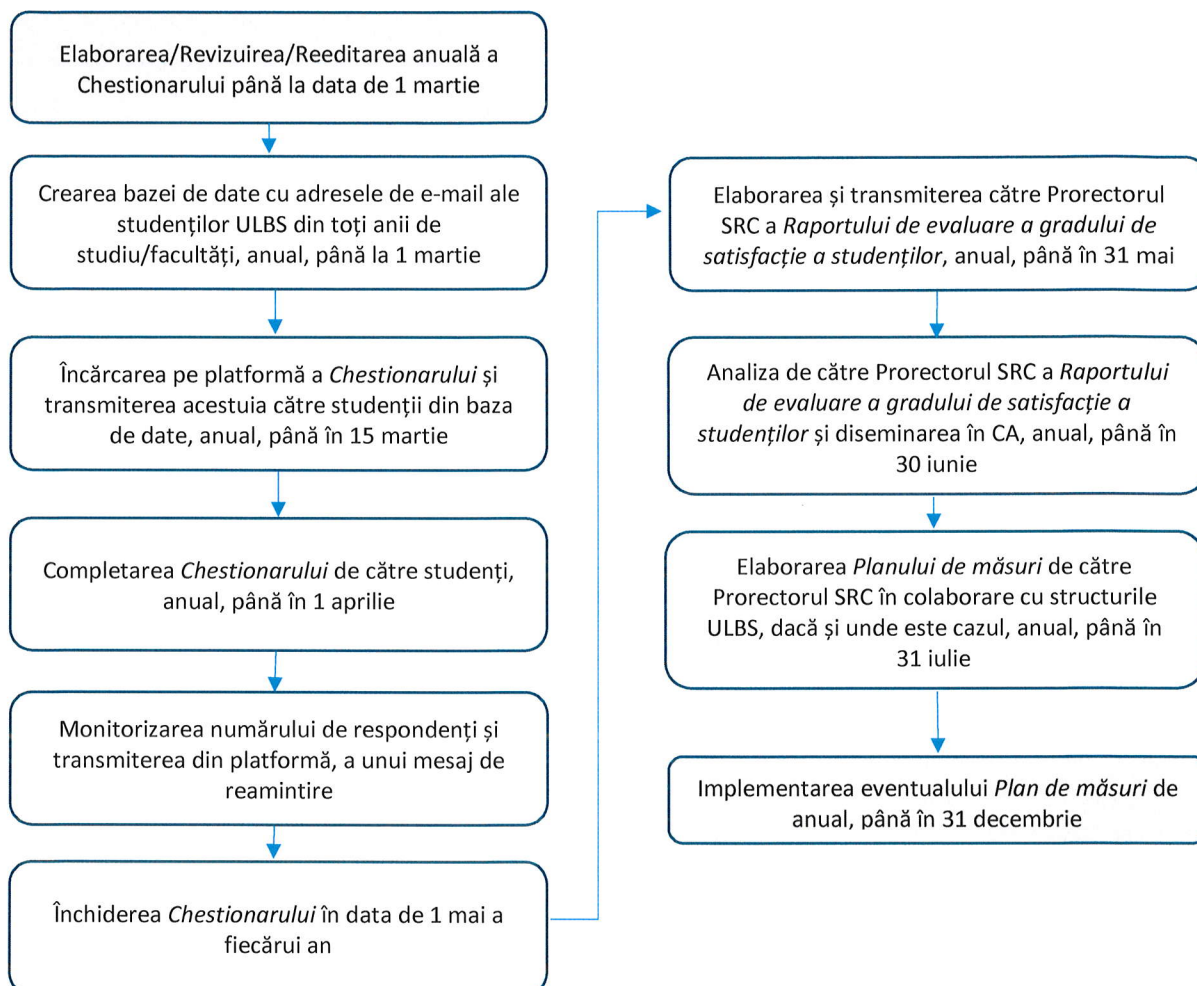 Elaborarea/Revizuirea/Reeditarea anuală a
Chestionarului până la data de 1 martie
Crearea bazei de date cu adresele de e-mail ale
studenților ULBS din toți anii de
studiu/facultăți, anual, până la 1 martie
Încărcarea pe platformă a Chestionarului și
transmiterea acestuia către studenții din baza
de date, anual, până în 15 martie
Completarea Chestionarului de către studenți,
anual, până în 1 aprilie
Monitorizarea numărului de respondenți și
transmiterea din platformă, a unui mesaj de
reamintire
Închiderea Chestionarului în data de 1 mai a
fiecărui an
Elaborarea și transmiterea către Prorectorul
SRC a Raportului de evaluare a gradului de
satisfacție a studenților, anual, până în 31 mai
Analiza de către Prorectorul SRC a Raportului
de evaluare a gradului de satisfacție a
studenților și diseminarea în CA, anual, până în
30 iunie
Elaborarea Planului de măsuri de către
Prorectorul SRC în colaborare cu structurile
ULBS, dacă și unde este cazul, anual, până în
31 iulie
Implementarea eventualului Plan de măsuri de
anual, până în 31 decembrie